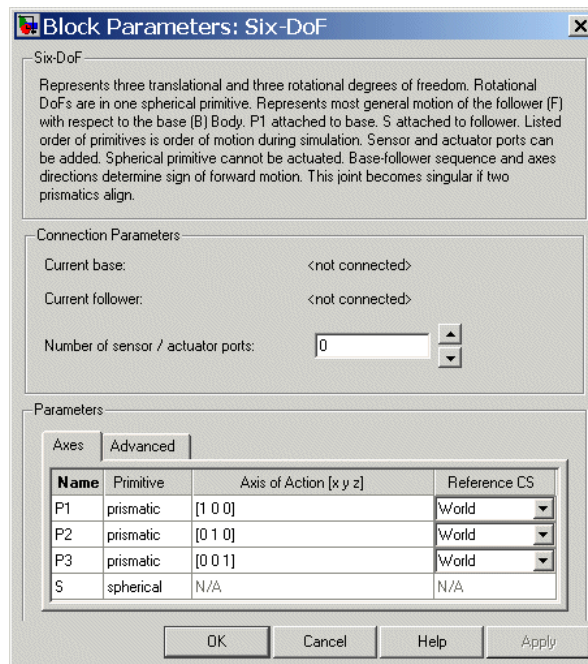 Block Parameters: Six-DoF
Six-DoF
Represents three translational and three rotational degrees of freedom. Rotational
DoFs are in one spherical primitive. Represents most general motion of the follower (F)
with respect to the base (B) Body. P1 attached to base. S attached to follower. Listed
order of primitives is order of motion during simulation. Sensor and actuator ports can
be added. Spherical primitive cannot be actuated. Base-follower sequence and axes
directions determine sign of forward motion. This joint becomes singular if two
prismatics align.
Connection Parameters
Current base: <not connected>
Current follower: <not connected>
Number of sensor / actuator ports: 0
Parameters
Axes Advanced
Name Primitive Axis of Action [x y z] Reference CS
P1 prismatic [1 0 0] World
P2 prismatic [0 1 0] World
P3 prismatic [0 0 1] World
S spherical N/A N/A
OK Cancel Help Apply